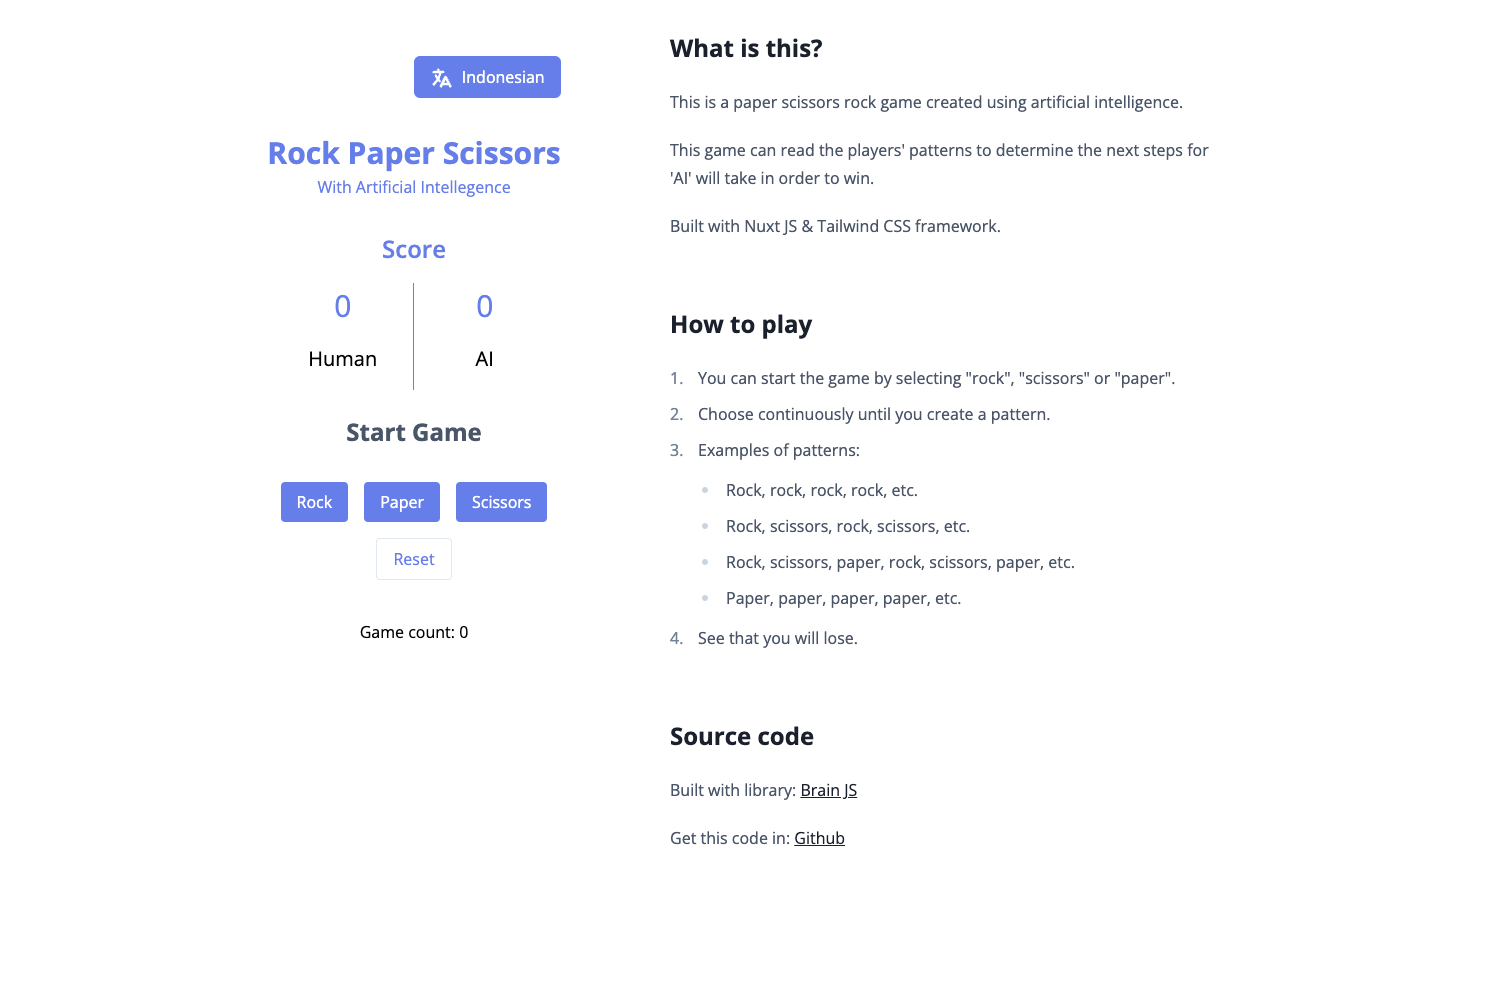 Indonesian
Rock Paper Scissors
With Artificial Intellegence
Score
0
Human
0
AI
Start Game
Rock
Paper
Scissors
Reset
Game count: 0
What is this?
This is a paper scissors rock game created using artificial intelligence.
This game can read the players' patterns to determine the next steps for
'AI' will take in order to win.
Built with Nuxt JS & Tailwind CSS framework.
How to play
1. You can start the game by selecting "rock", "scissors" or "paper".
2. Choose continuously until you create a pattern.
3. Examples of patterns:
Rock, rock, rock, rock, etc.
Rock, scissors, rock, scissors, etc.
Rock, scissors, paper, rock, scissors, paper, etc.
Paper, paper, paper, paper, etc.
4. See that you will lose.
Source code
Built with library: Brain JS
Get this code in: Github